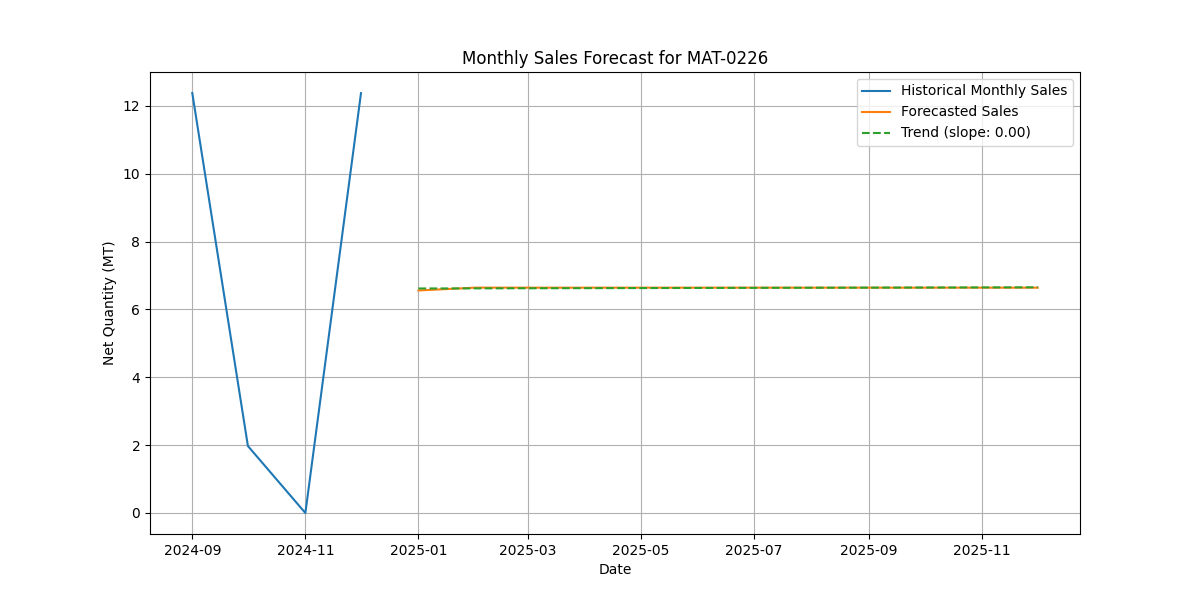 Monthly Sales Forecast for MAT-0226
Historical Monthly Sales
Forecasted Sales
Trend (slope: 0.00)
Net Quantity (MT)
12
10
8
6
4
2
0
2024-09 2024-11 2025-01 2025-03 2025-05 2025-07 2025-09 2025-11
Date